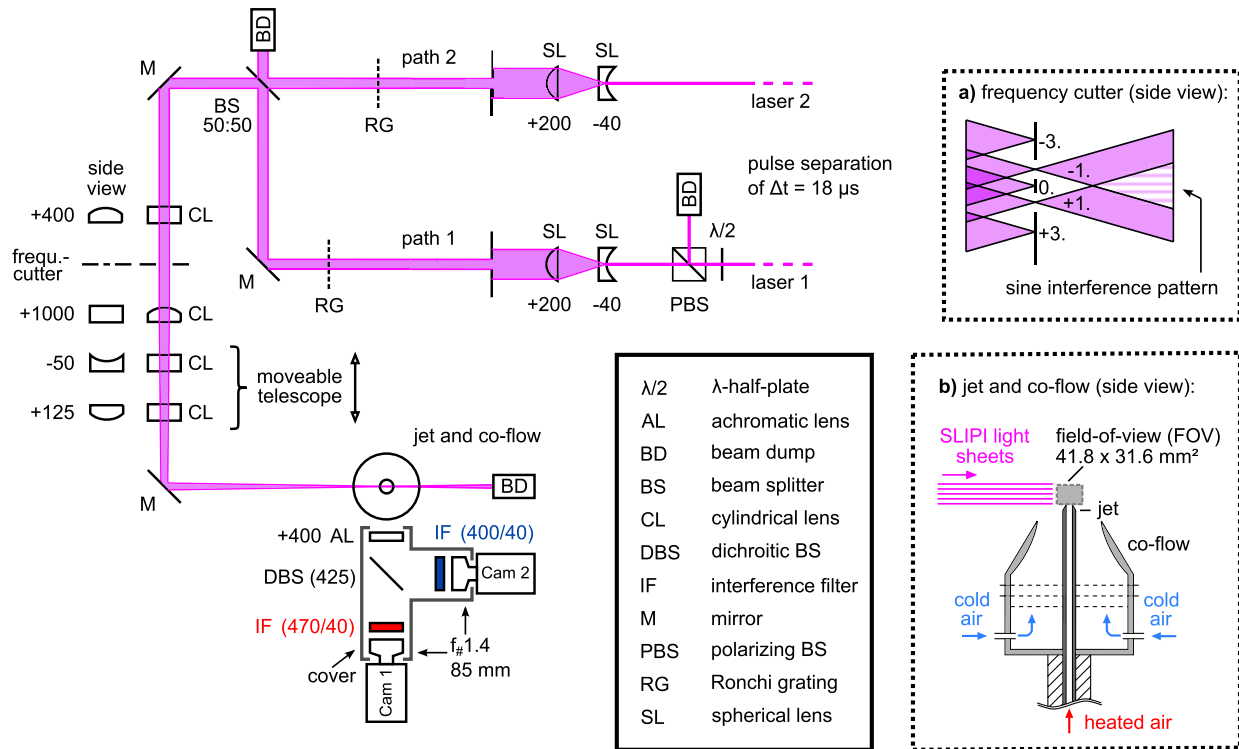 BD
M
path 2
SL
SL
BS
50:50
RG
+200
-40
laser 2
side
view
pulse separation
of Δt = 18 µs
BD
+400
CL
frequ.-
cutter
path 1
SL
SL
λ/2
M
RG
+200
-40
PBS
laser 1
+1000
CL
-50
CL
moveable
telescope
+125
CL
jet and co-flow
M
BD
+400 AL
IF (400/40)
DBS (425)
Cam 2
IF (470/40)
f#1.4
85 mm
cover
Cam 1
λ/2
λ-half-plate
AL
achromatic lens
BD
beam dump
BS
beam splitter
CL
cylindrical lens
DBS
dichroitic BS
IF
interference filter
M
mirror
PBS
polarizing BS
RG
Ronchi grating
SL
spherical lens
a) frequency cutter (side view):
-3.
-1.
0.
+1.
+3.
sine interference pattern
b) jet and co-flow (side view):
SLIPI light
sheets
field-of-view (FOV)
41.8 x 31.6 mm²
jet
co-flow
cold
air
cold
air
heated air